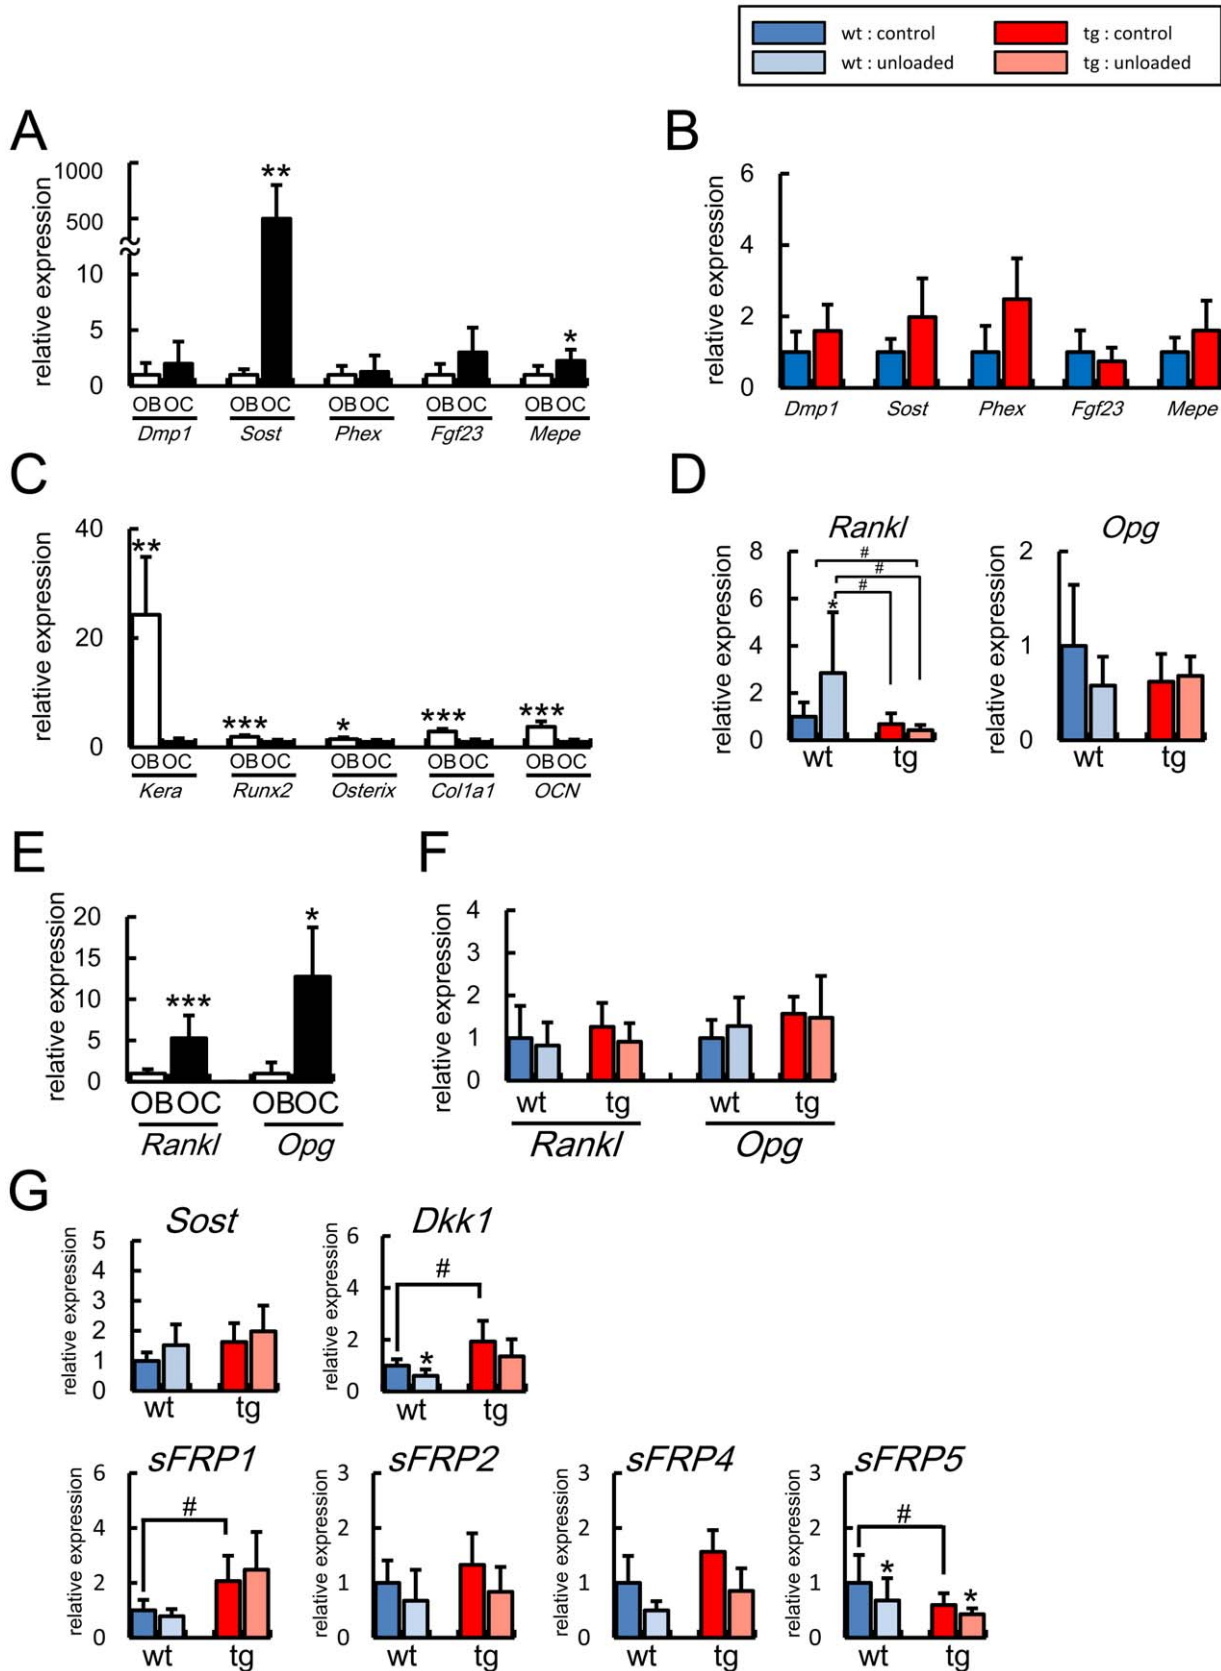 wt : control
tg : control
wt : unloaded
tg : unloaded
A
relative expression
1000
500
10
5
0
**
*
OB OC OB OC OB OC OB OC OB OC
Dmp1 Sost Phex Fgf23 Mepe
B
relative expression
6
4
2
0
Dmp1 Sost Phex Fgf23 Mepe
C
relative expression
40
20
0
** *** * *** ***
OB OC OB OC OB OC OB OC OB OC
Kera Runx2 Osterix Col1a1 OCN
D
Rankl
relative expression
8
6
4
2
0
#
#
#
*
wt tg
Opg
relative expression
2
1
0
wt tg
E
relative expression
20
15
10
5
0
*** *
OB OC OB OC
Rankl Opg
F
relative expression
4
3
2
1
0
wt tg wt tg
Rankl Opg
G
Sost
relative expression
5
4
3
2
1
0
wt tg
Dkk1
relative expression
6
4
2
0
#
*
wt tg
sFRP1
relative expression
6
4
2
0
#
wt tg
sFRP2
relative expression
3
2
1
0
wt tg
sFRP4
relative expression
3
2
1
0
wt tg
sFRP5
relative expression
3
2
1
0
#
* *
wt tg